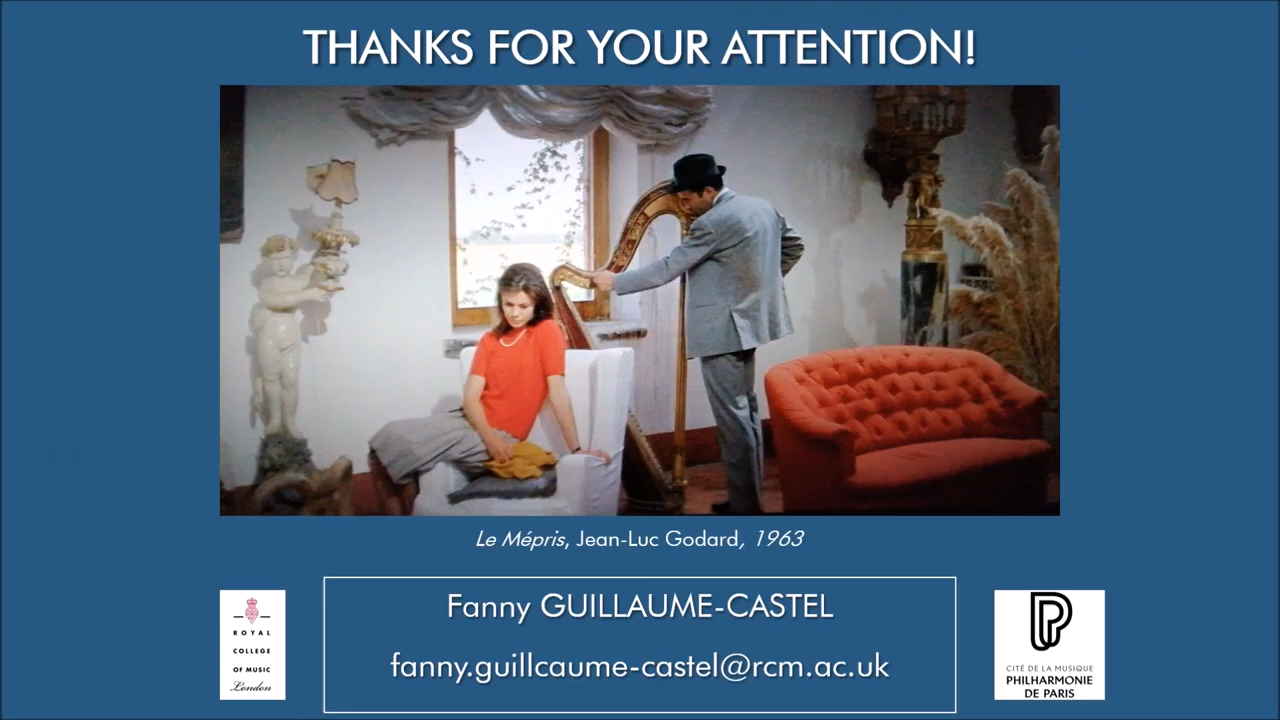 THANKS FOR YOUR ATTENTION!
Le Mépris, Jean-Luc Godard, 1963
Fanny GUILLAUME-CASTEL
fanny.guillcaume-castel@rcm.ac.uk
ROYAL
COLLEGE
OF MUSIC
London
CITÉ DE LA MUSIQUE
PHILHARMONIE
DE PARIS